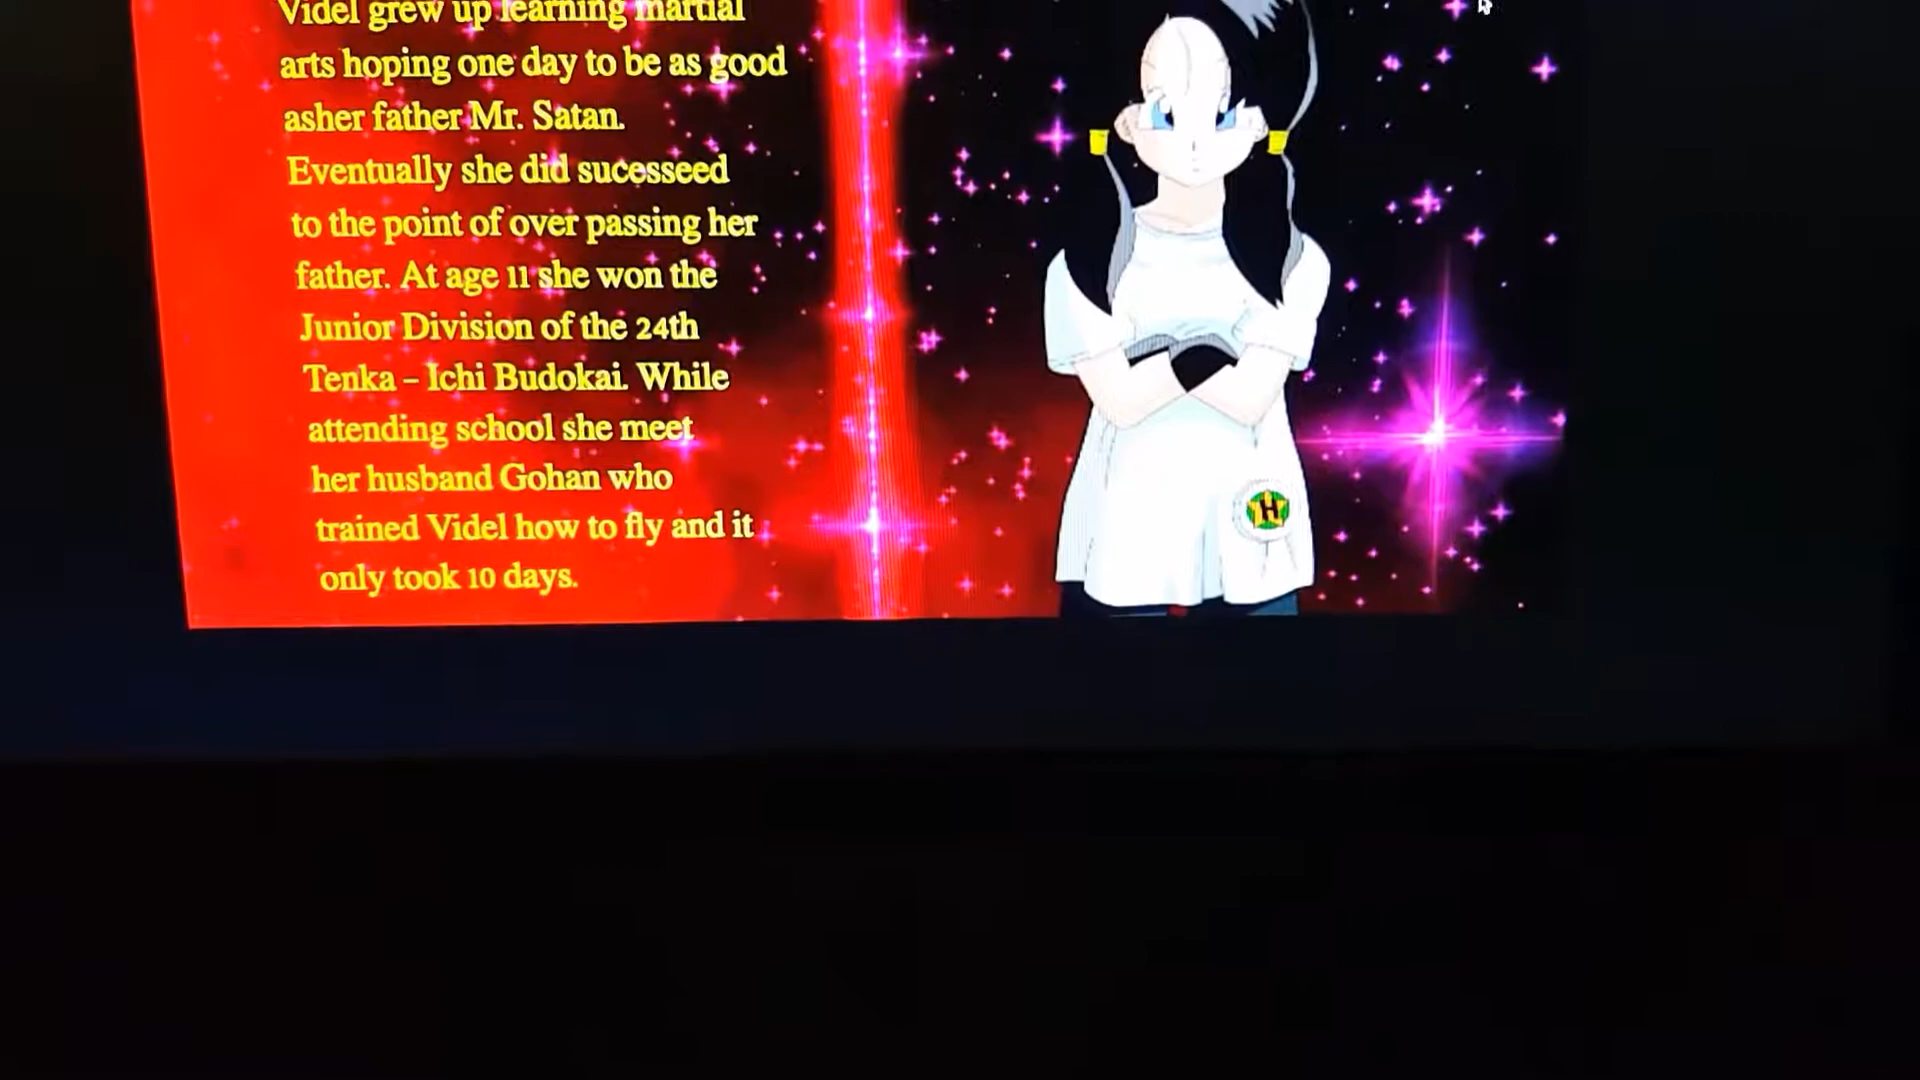 Videl grew up learning martial
arts hoping one day to be as good
asher father Mr. Satan.
Eventually she did sucesseed
to the point of over passing her
father. At age 11 she won the
Junior Division of the 24th
Tenka – Ichi Budokai. While
attending school she meet
her husband Gohan who
trained Videl how to fly and it
only took 10 days.
H